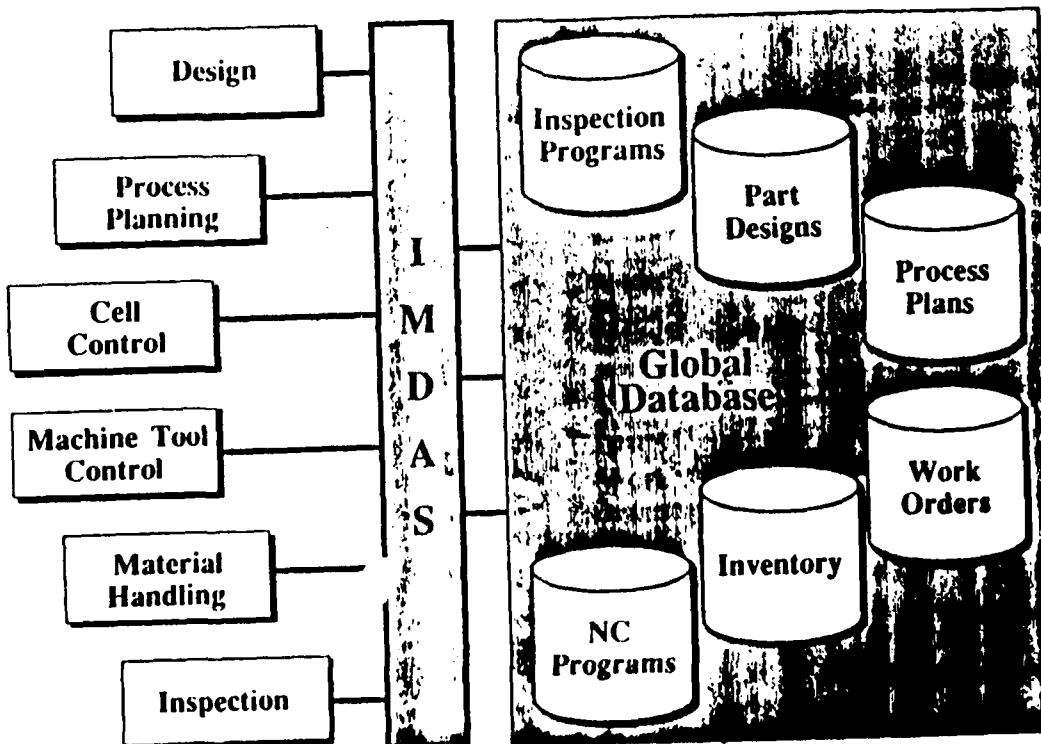 Design
Process
Planning
Cell
Control
Machine Tool
Control
Material
Handling
Inspection
I
M
D
A
S
Inspection
Programs
Part
Designs
Process
Plans
Global
Database
Work
Orders
Inventory
NC
Programs